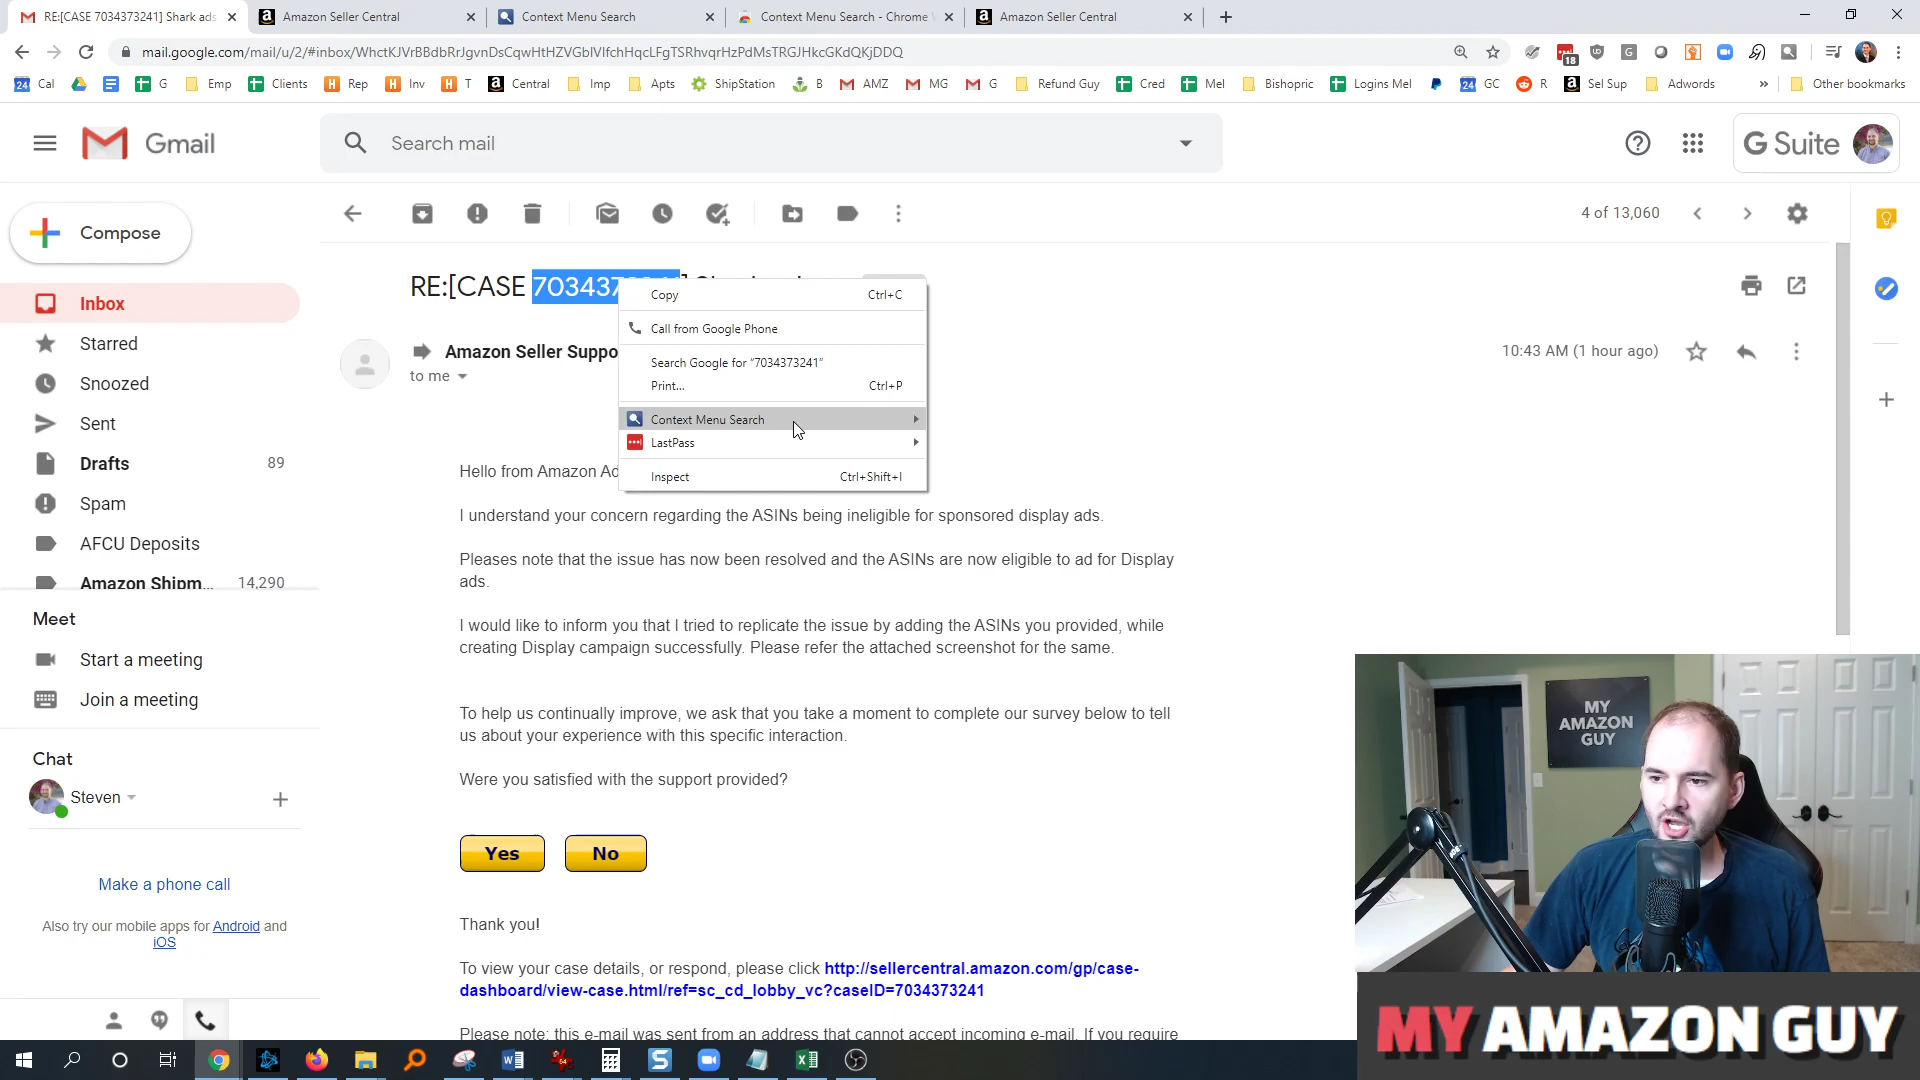 RE:[CASE 7034373241] Shark ads
Amazon Seller Central
Context Menu Search
Context Menu Search - Chrome
Amazon Seller Central
mail.google.com/mail/u/2/#inbox/WhctKJVrBBdbRrJgvnDsCqwHtHZVGbIVIfchHqcLFgTSRhvqrHzPdMsTRGJHkcGKdQKjDDQ
18
24 Cal
G
Emp
Clients
Rep
Inv
T
Central
Imp
Apts
ShipStation
B
AMZ
MG
G
Refund Guy
Cred
Mel
Bishopric
Logins Mel
24 GC
R
Sel Sup
Adwords
»
Other bookmarks
Gmail
Search mail
G Suite
Compose
4 of 13,060
Inbox
Starred
Snoozed
Sent
Drafts 89
Spam
AFCU Deposits
Amazon Shipm... 14,290
Meet
Start a meeting
Join a meeting
Chat
Steven
Make a phone call
Also try our mobile apps for Android and
iOS
RE:[CASE 70343
Amazon Seller Suppo
to me
10:43 AM (1 hour ago)
Copy Ctrl+C
Call from Google Phone
Search Google for “7034373241”
Print... Ctrl+P
Context Menu Search
LastPass
Inspect Ctrl+Shift+I
Hello from Amazon Ad
I understand your concern regarding the ASINs being ineligible for sponsored display ads.
Pleases note that the issue has now been resolved and the ASINs are now eligible to ad for Display
ads.
I would like to inform you that I tried to replicate the issue by adding the ASINs you provided, while
creating Display campaign successfully. Please refer the attached screenshot for the same.
To help us continually improve, we ask that you take a moment to complete our survey below to tell
us about your experience with this specific interaction.
Were you satisfied with the support provided?
Yes No
Thank you!
To view your case details, or respond, please click http://sellercentral.amazon.com/gp/case-
dashboard/view-case.html/ref=sc_cd_lobby_vc?caseID=7034373241
Please note: this e-mail was sent from an address that cannot accept incoming e-mail. If you require
MY
AMAZON
GUY
MY AMAZON GUY